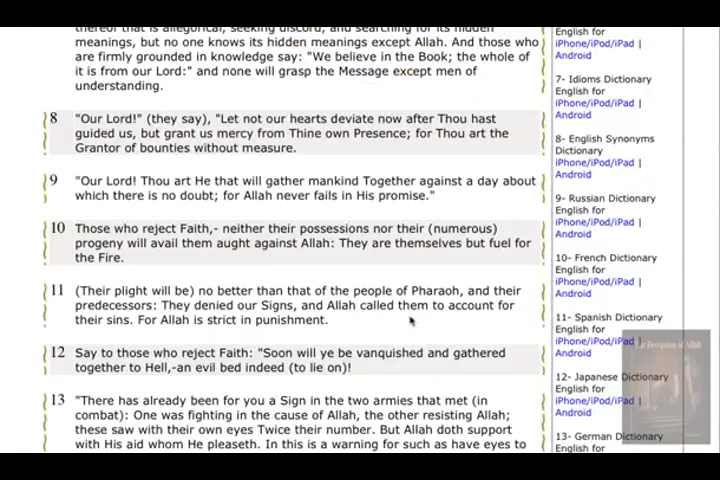 thereof that is allegorical, seeking discord, and searching for its hidden
meanings, but no one knows its hidden meanings except Allah. And those who
are firmly grounded in knowledge say: "We believe in the Book; the whole of
it is from our Lord:" and none will grasp the Message except men of
understanding.
8 "Our Lord!" (they say), "Let not our hearts deviate now after Thou hast
guided us, but grant us mercy from Thine own Presence; for Thou art the
Grantor of bounties without measure.
9 "Our Lord! Thou art He that will gather mankind Together against a day about
which there is no doubt; for Allah never fails in His promise."
10 Those who reject Faith,- neither their possessions nor their (numerous)
progeny will avail them aught against Allah: They are themselves but fuel for
the Fire.
11 (Their plight will be) no better than that of the people of Pharaoh, and their
predecessors: They denied our Signs, and Allah called them to account for
their sins. For Allah is strict in punishment.
12 Say to those who reject Faith: "Soon will ye be vanquished and gathered
together to Hell,-an evil bed indeed (to lie on)!
13 "There has already been for you a Sign in the two armies that met (in
combat): One was fighting in the cause of Allah, the other resisting Allah;
these saw with their own eyes Twice their number. But Allah doth support
with His aid whom He pleaseth. In this is a warning for such as have eyes to
English for
iPhone/iPod/iPad |
Android
7- Idioms Dictionary
English for
iPhone/iPod/iPad |
Android
8- English Synonyms
Dictionary
iPhone/iPod/iPad |
Android
9- Russian Dictionary
English for
iPhone/iPod/iPad |
Android
10- French Dictionary
English for
iPhone/iPod/iPad |
Android
11- Spanish Dictionary
English for
iPhone/iPod/iPad |
Android
12- Japanese Dictionary
English for
iPhone/iPod/iPad |
Android
13- German Dictionary
English for
The Deception of Allah